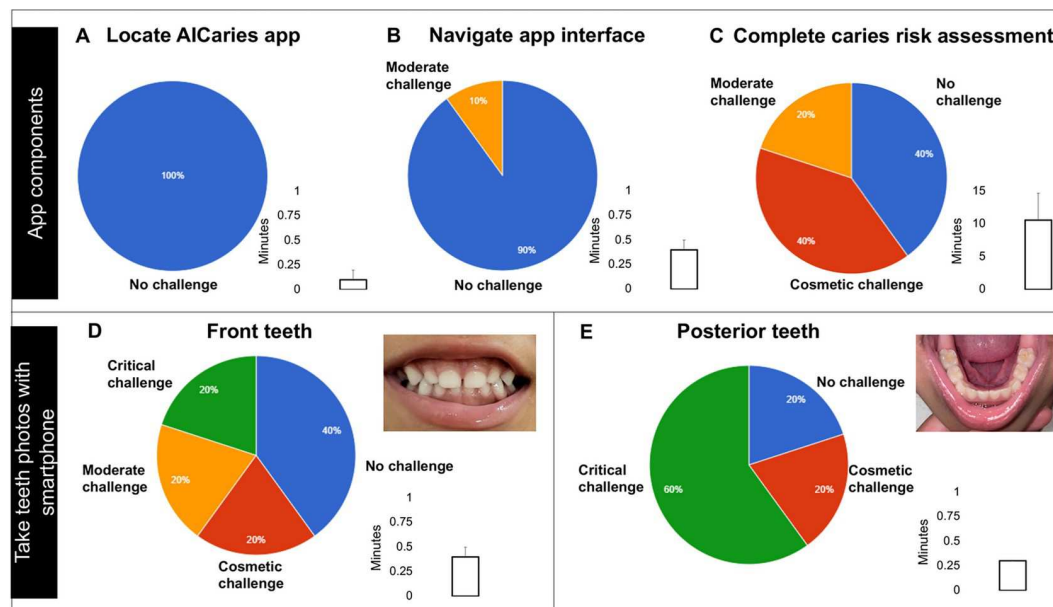 App components
A Locate AICaries app
100%
No challenge
Minutes
1
0.75
0.5
0.25
0
B Navigate app interface
Moderate
challenge
10%
90%
No challenge
Minutes
1
0.75
0.5
0.25
0
C Complete caries risk assessment
Moderate
challenge
20%
No
challenge
40%
40%
Cosmetic challenge
Minutes
15
10
5
0
Take teeth photos with
smartphone
D Front teeth
Critical
challenge
20%
40%
No challenge
Moderate
challenge
20%
20%
Cosmetic
challenge
Minutes
1
0.75
0.5
0.25
0
E Posterior teeth
No challenge
20%
Critical
challenge
60%
Cosmetic
challenge
20%
Minutes
1
0.75
0.5
0.25
0